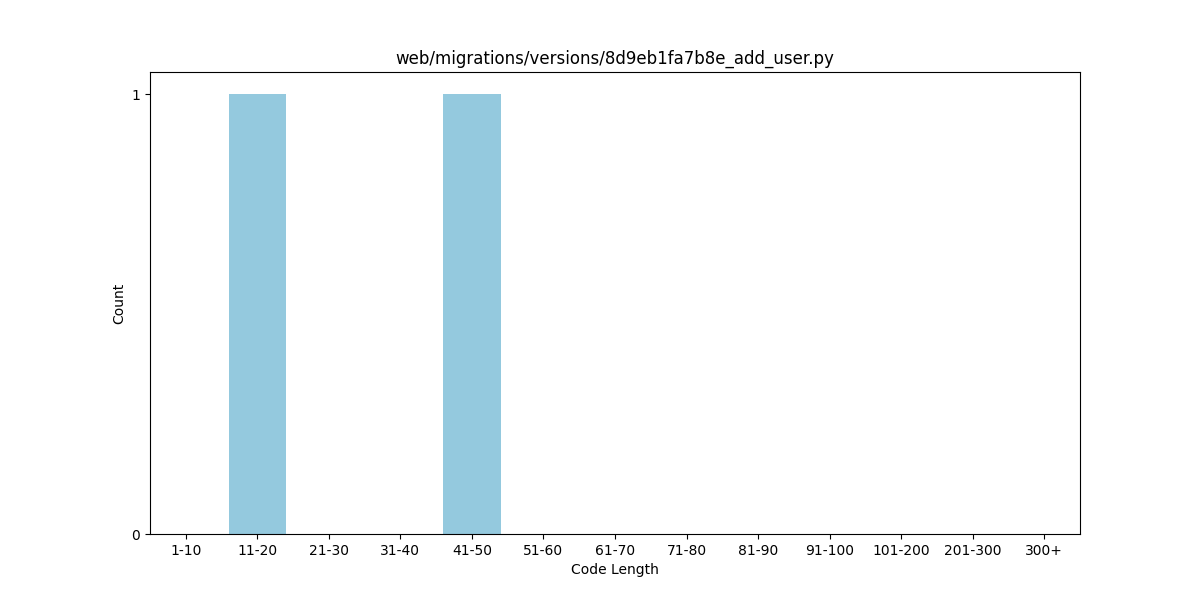 web/migrations/versions/8d9eb1fa7b8e_add_user.py
1
Count
0
1-10 11-20 21-30 31-40 41-50 51-60 61-70 71-80 81-90 91-100 101-200 201-300 300+
Code Length